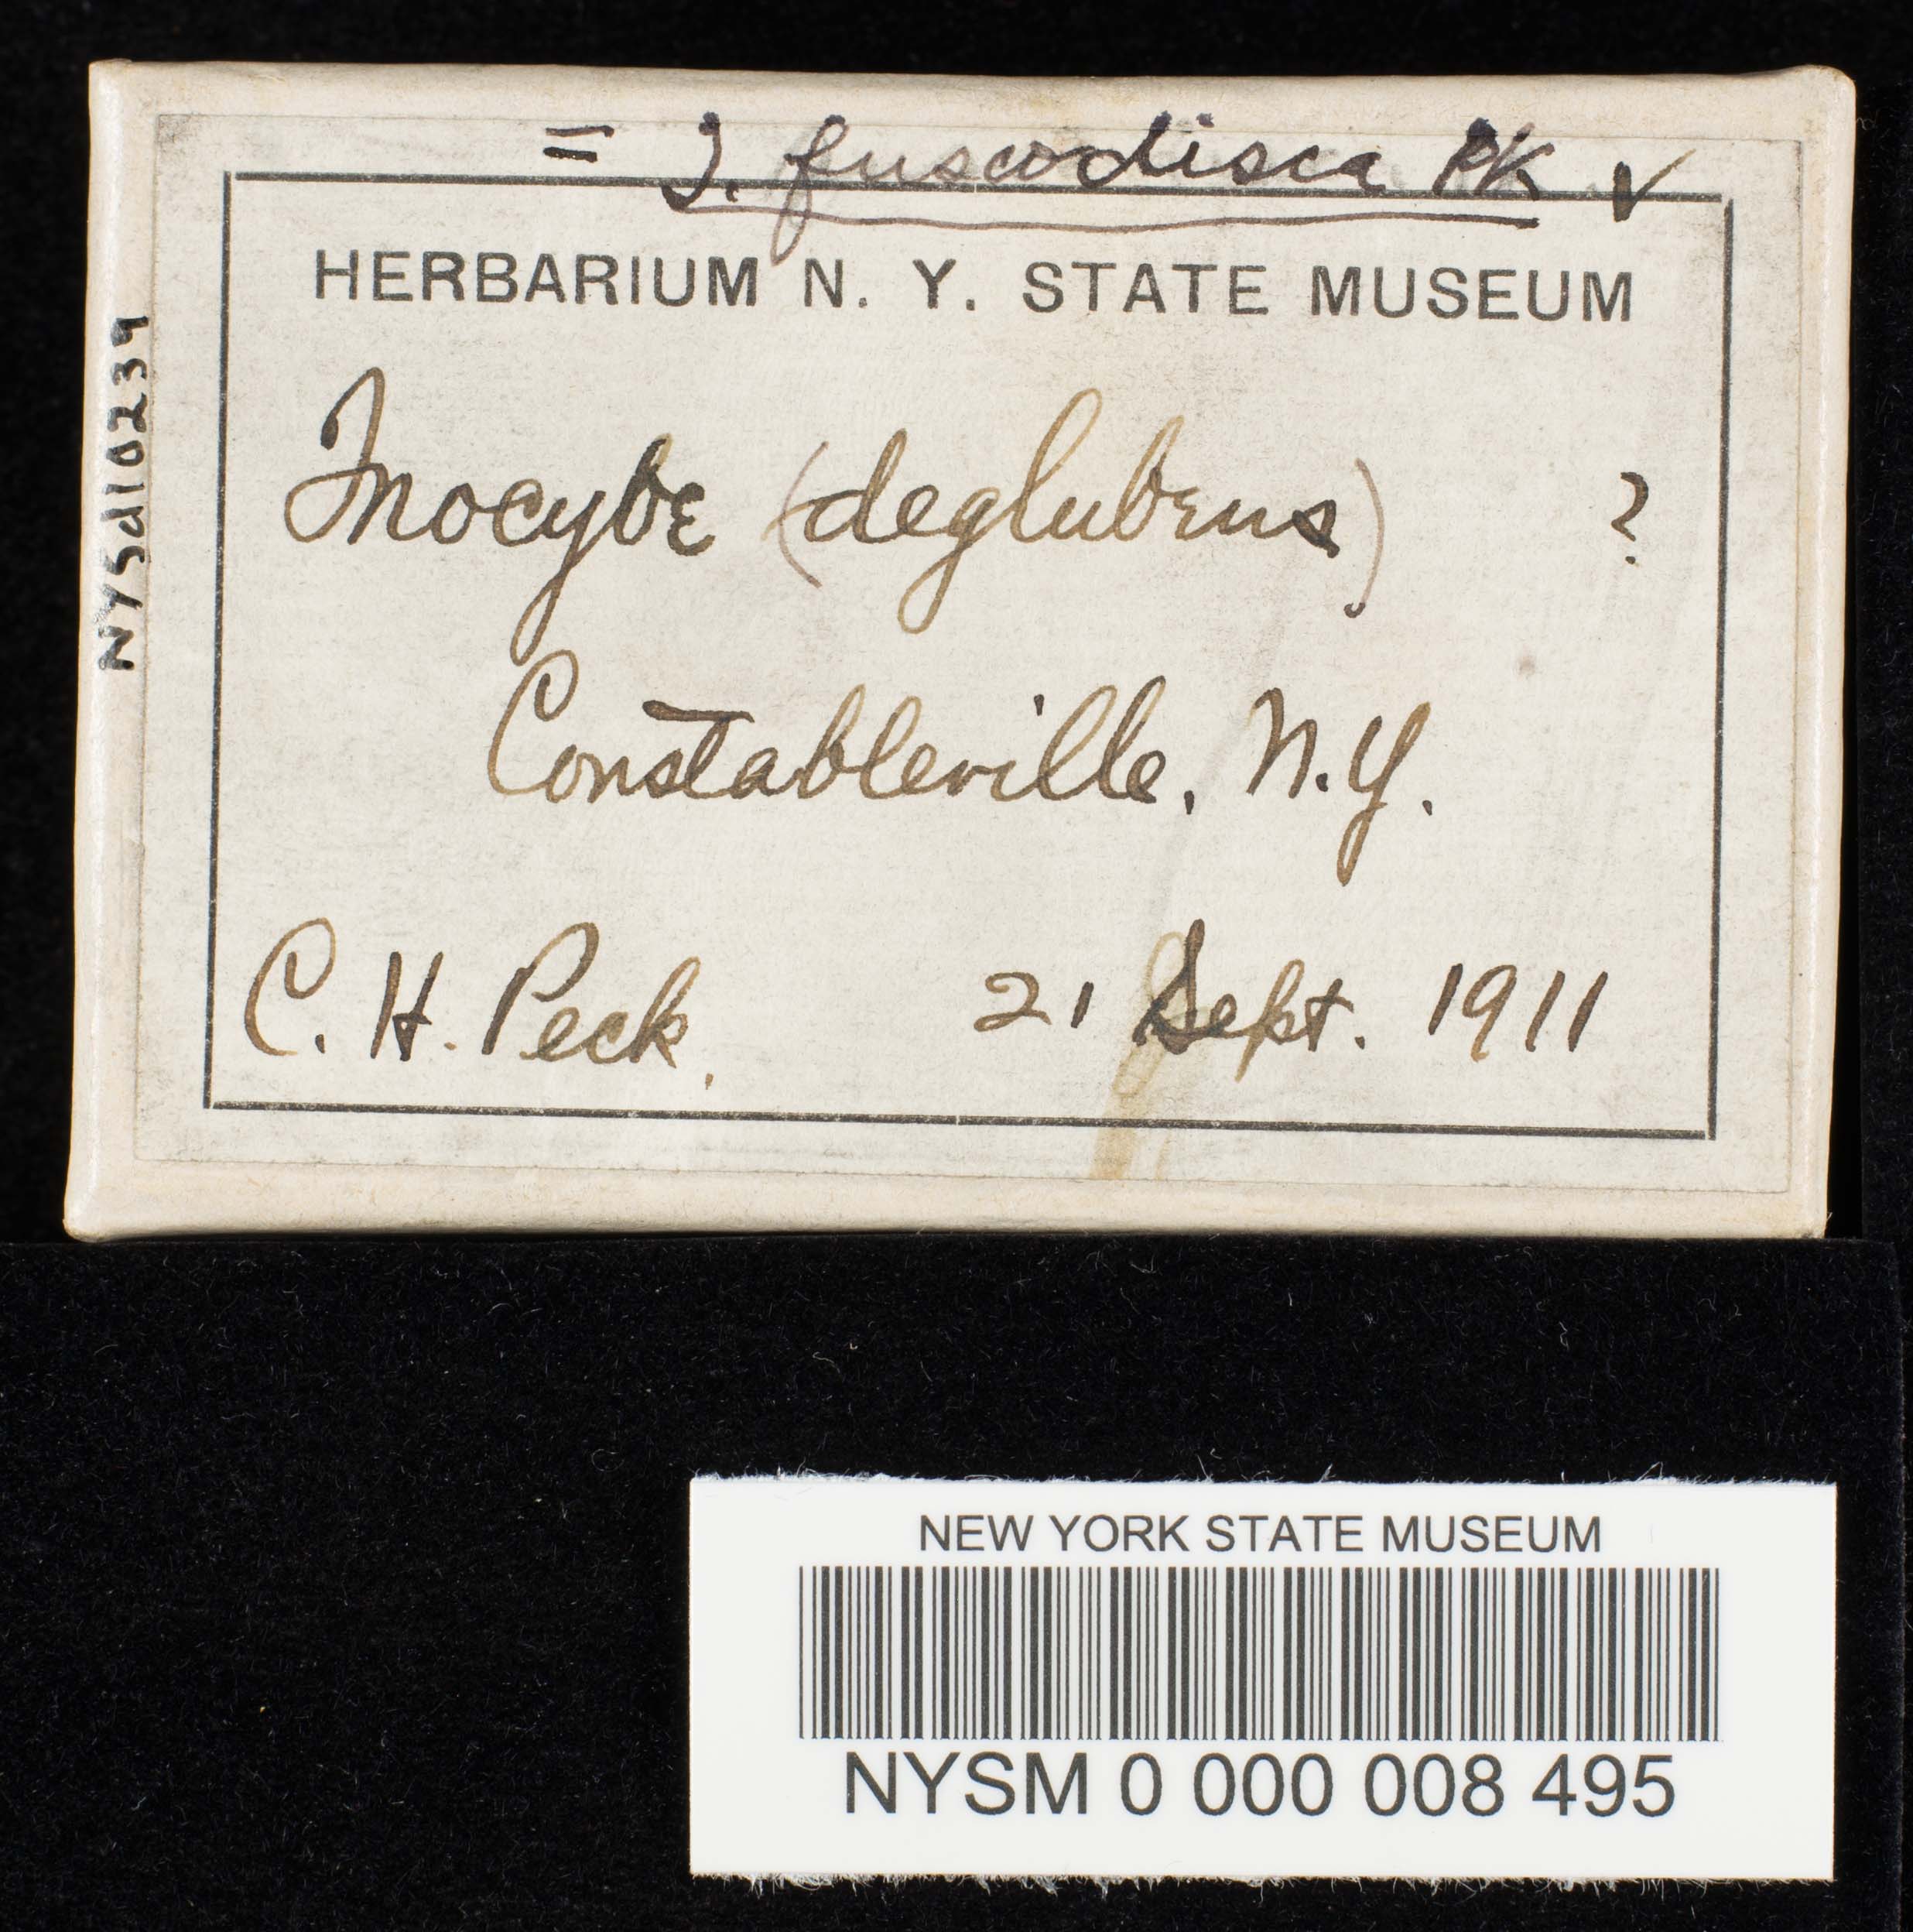 = I. fuscodisca PK ✓
HERBARIUM N. Y. STATE MUSEUM
Inocybe (deglubens) ?
Constableville, N.Y.
C. H. Peck. 21 Sept. 1911
NYSd10239
NEW YORK STATE MUSEUM
NYSM 0 000 008 495